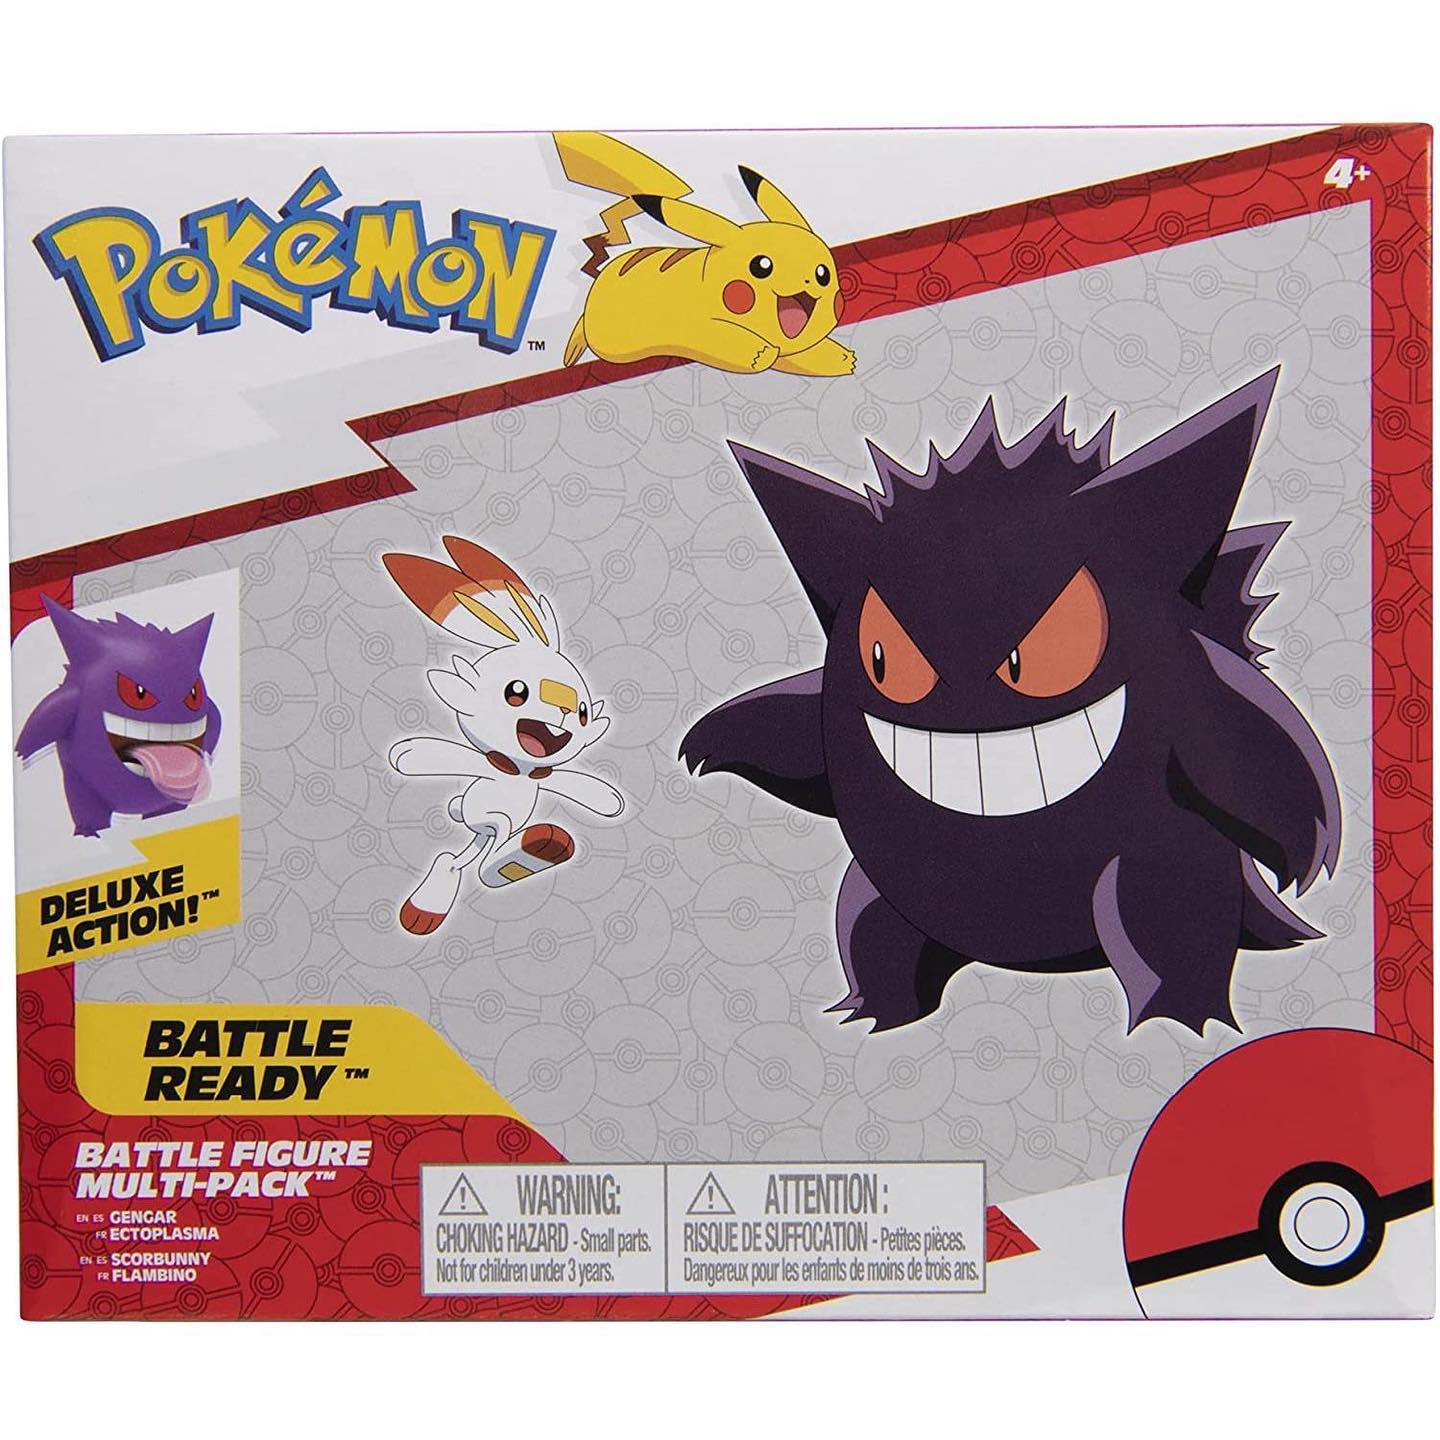 POKéMON™
4+
DELUXE
ACTION!™
BATTLE
READY™
BATTLE FIGURE
MULTI-PACK™
EN ES GENGAR
FR ECTOPLASMA
EN ES SCORBUNNY
FR FLAMBINO
WARNING:
CHOKING HAZARD - Small parts.
Not for children under 3 years.
ATTENTION :
RISQUE DE SUFFOCATION - Petites pièces.
Dangereux pour les enfants de moins de trois ans.